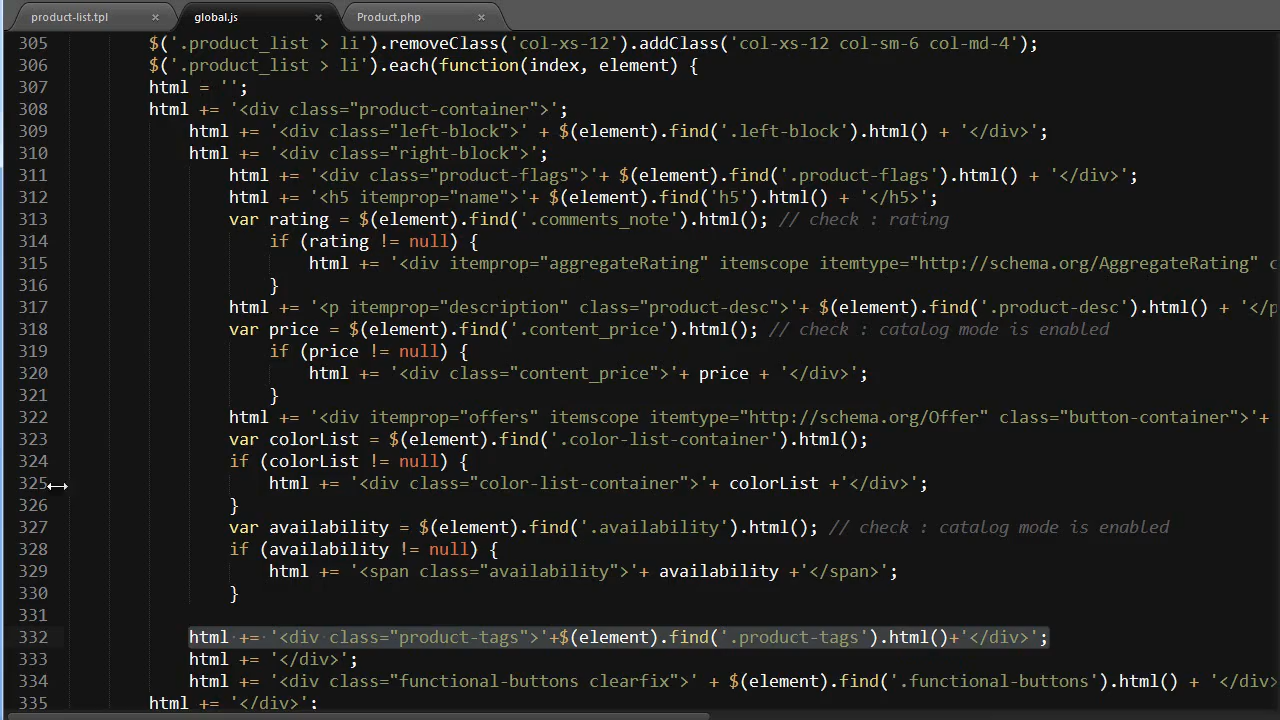 product-list.tpl × global.js × Product.php ×
305 $('.product_list > li').removeClass('col-xs-12').addClass('col-xs-12 col-sm-6 col-md-4');
306 $('.product_list > li').each(function(index, element) {
307 html = '';
308 html += '<div class="product-container">';
309 html += '<div class="left-block">' + $(element).find('.left-block').html() + '</div>';
310 html += '<div class="right-block">';
311 html += '<div class="product-flags">'+ $(element).find('.product-flags').html() + '</div>';
312 html += '<h5 itemprop="name">'+ $(element).find('h5').html() + '</h5>';
313 var rating = $(element).find('.comments_note').html(); // check : rating
314 if (rating != null) {
315 html += '<div itemprop="aggregateRating" itemscope itemtype="http://schema.org/AggregateRating" c
316 }
317 html += '<p itemprop="description" class="product-desc">'+ $(element).find('.product-desc').html() + '</p
318 var price = $(element).find('.content_price').html(); // check : catalog mode is enabled
319 if (price != null) {
320 html += '<div class="content_price">'+ price + '</div>';
321 }
322 html += '<div itemprop="offers" itemscope itemtype="http://schema.org/Offer" class="button-container">'+
323 var colorList = $(element).find('.color-list-container').html();
324 if (colorList != null) {
325 html += '<div class="color-list-container">'+ colorList +'</div>';
326 }
327 var availability = $(element).find('.availability').html(); // check : catalog mode is enabled
328 if (availability != null) {
329 html += '<span class="availability">'+ availability +'</span>';
330 }
331
332 html += '<div class="product-tags">'+$(element).find('.product-tags').html()+'</div>';
333 html += '</div>';
334 html += '<div class="functional-buttons clearfix">' + $(element).find('.functional-buttons').html() + '</div>
335 html += '</div>';